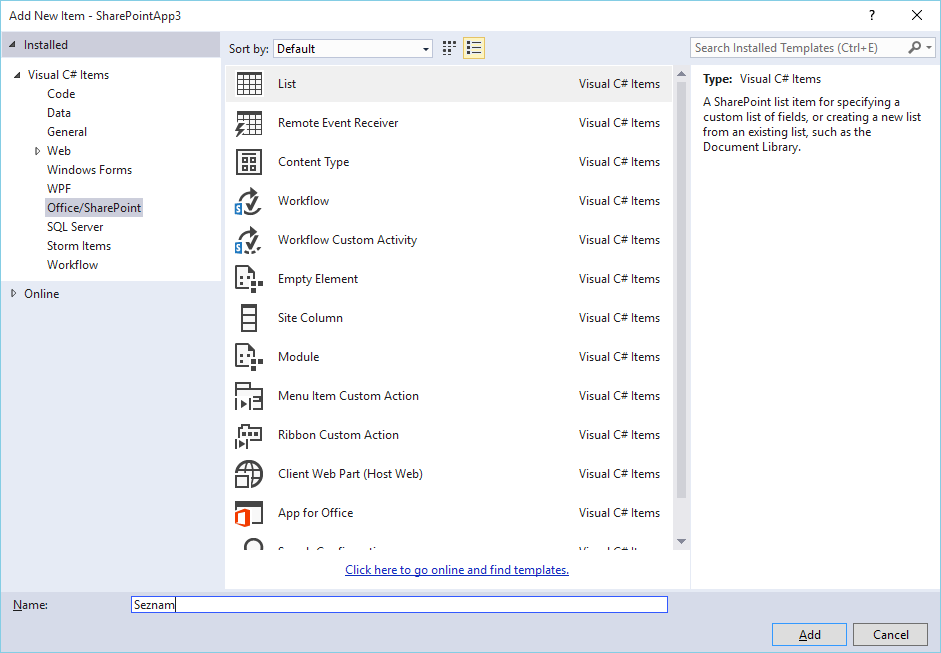 Add New Item - SharePointApp3
?
Installed
Sort by: Default
Search Installed Templates (Ctrl+E)
Visual C# Items
Code
Data
General
Web
Windows Forms
WPF
Office/SharePoint
SQL Server
Storm Items
Workflow
Online
List Visual C# Items
Remote Event Receiver Visual C# Items
Content Type Visual C# Items
Workflow Visual C# Items
Workflow Custom Activity Visual C# Items
Empty Element Visual C# Items
Site Column Visual C# Items
Module Visual C# Items
Menu Item Custom Action Visual C# Items
Ribbon Custom Action Visual C# Items
Client Web Part (Host Web) Visual C# Items
App for Office Visual C# Items
Click here to go online and find templates.
Type: Visual C# Items
A SharePoint list item for specifying a
custom list of fields, or creating a new list
from an existing list, such as the
Document Library.
Name: Seznam
Add Cancel